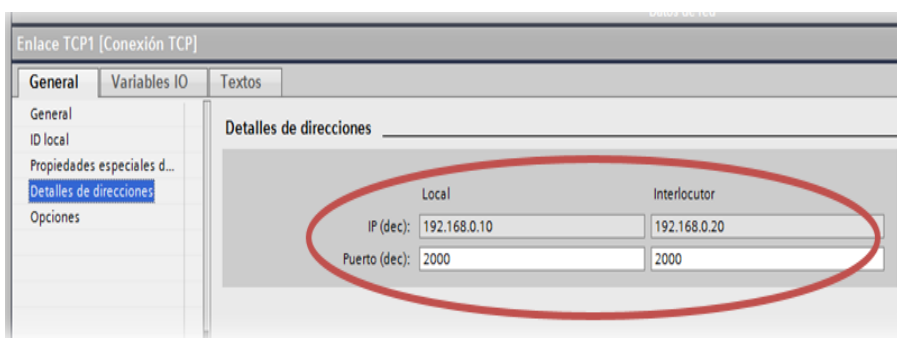 Enlace TCP1 [Conexión TCP]
General Variables IO Textos
General
ID local
Propiedades especiales d...
Detalles de direcciones
Opciones
Detalles de direcciones
Local Interlocutor
IP (dec): 192.168.0.10 192.168.0.20
Puerto (dec): 2000 2000